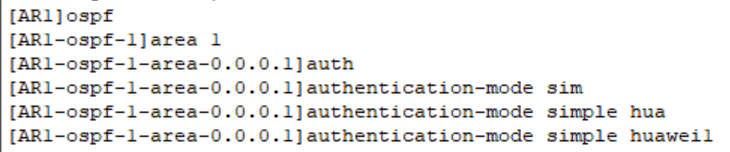 [AR1]ospf
[AR1-ospf-1]area 1
[AR1-ospf-1-area-0.0.0.1]auth
[AR1-ospf-1-area-0.0.0.1]authentication-mode sim
[AR1-ospf-1-area-0.0.0.1]authentication-mode simple hua
[AR1-ospf-1-area-0.0.0.1]authentication-mode simple huawei1